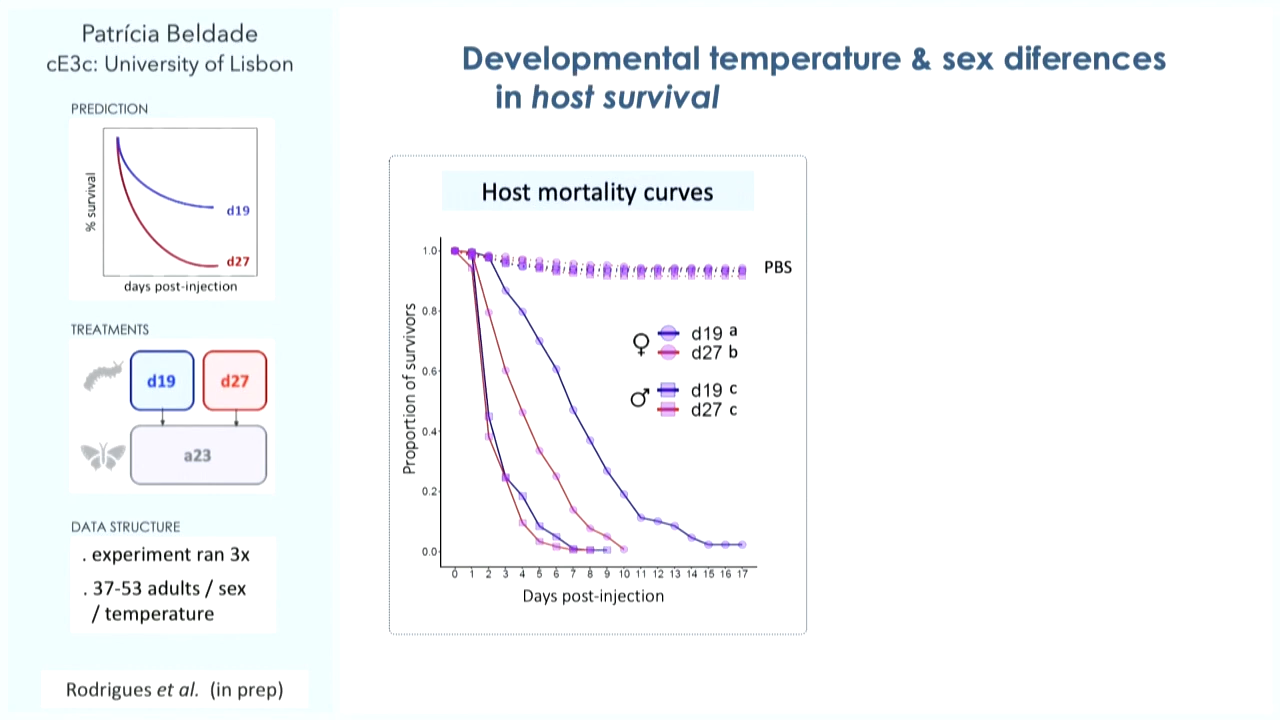 Patrícia Beldade
cE3c: University of Lisbon
PREDICTION
% survival
d19
d27
days post-injection
TREATMENTS
d19
d27
a23
DATA STRUCTURE
. experiment ran 3x
. 37-53 adults / sex
/ temperature
Rodrigues et al. (in prep)
Developmental temperature & sex diferences
in host survival
Host mortality curves
Proportion of survivors
1.0
0.8
0.6
0.4
0.2
0.0
PBS
♀
d19 a
d27 b
♂
d19 c
d27 c
0 1 2 3 4 5 6 7 8 9 10 11 12 13 14 15 16 17
Days post-injection